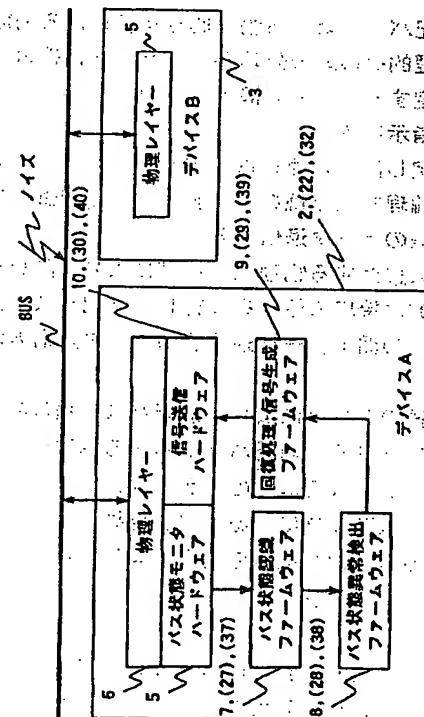 BUS
ノイズ
10,(30),(40)
5
物理レイヤー
デバイスB
3
6
5
物理レイヤー
バス状態モニタ
ハードウェア
信号送信
ハードウェア
7,(27),(37)
バス状態認識
ファームウェア
9,(29),(39)
回復処理;信号生成
ファームウェア
8,(28),(38)
バス状態異常検出
ファームウェア
2,(22),(32)
デバイスA